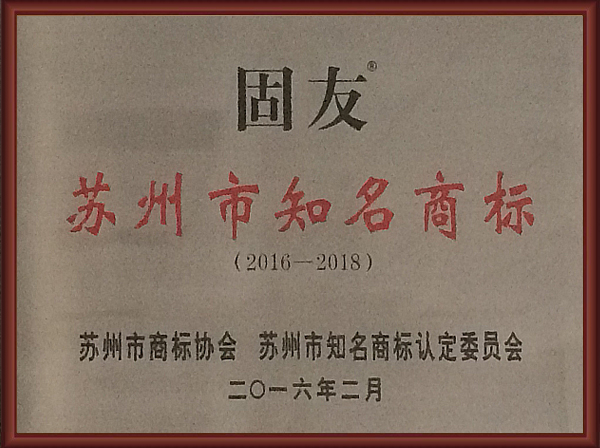 固友®
苏州市知名商标
(2016—2018)
苏州市商标协会 苏州市知名商标认定委员会
二〇一六年二月